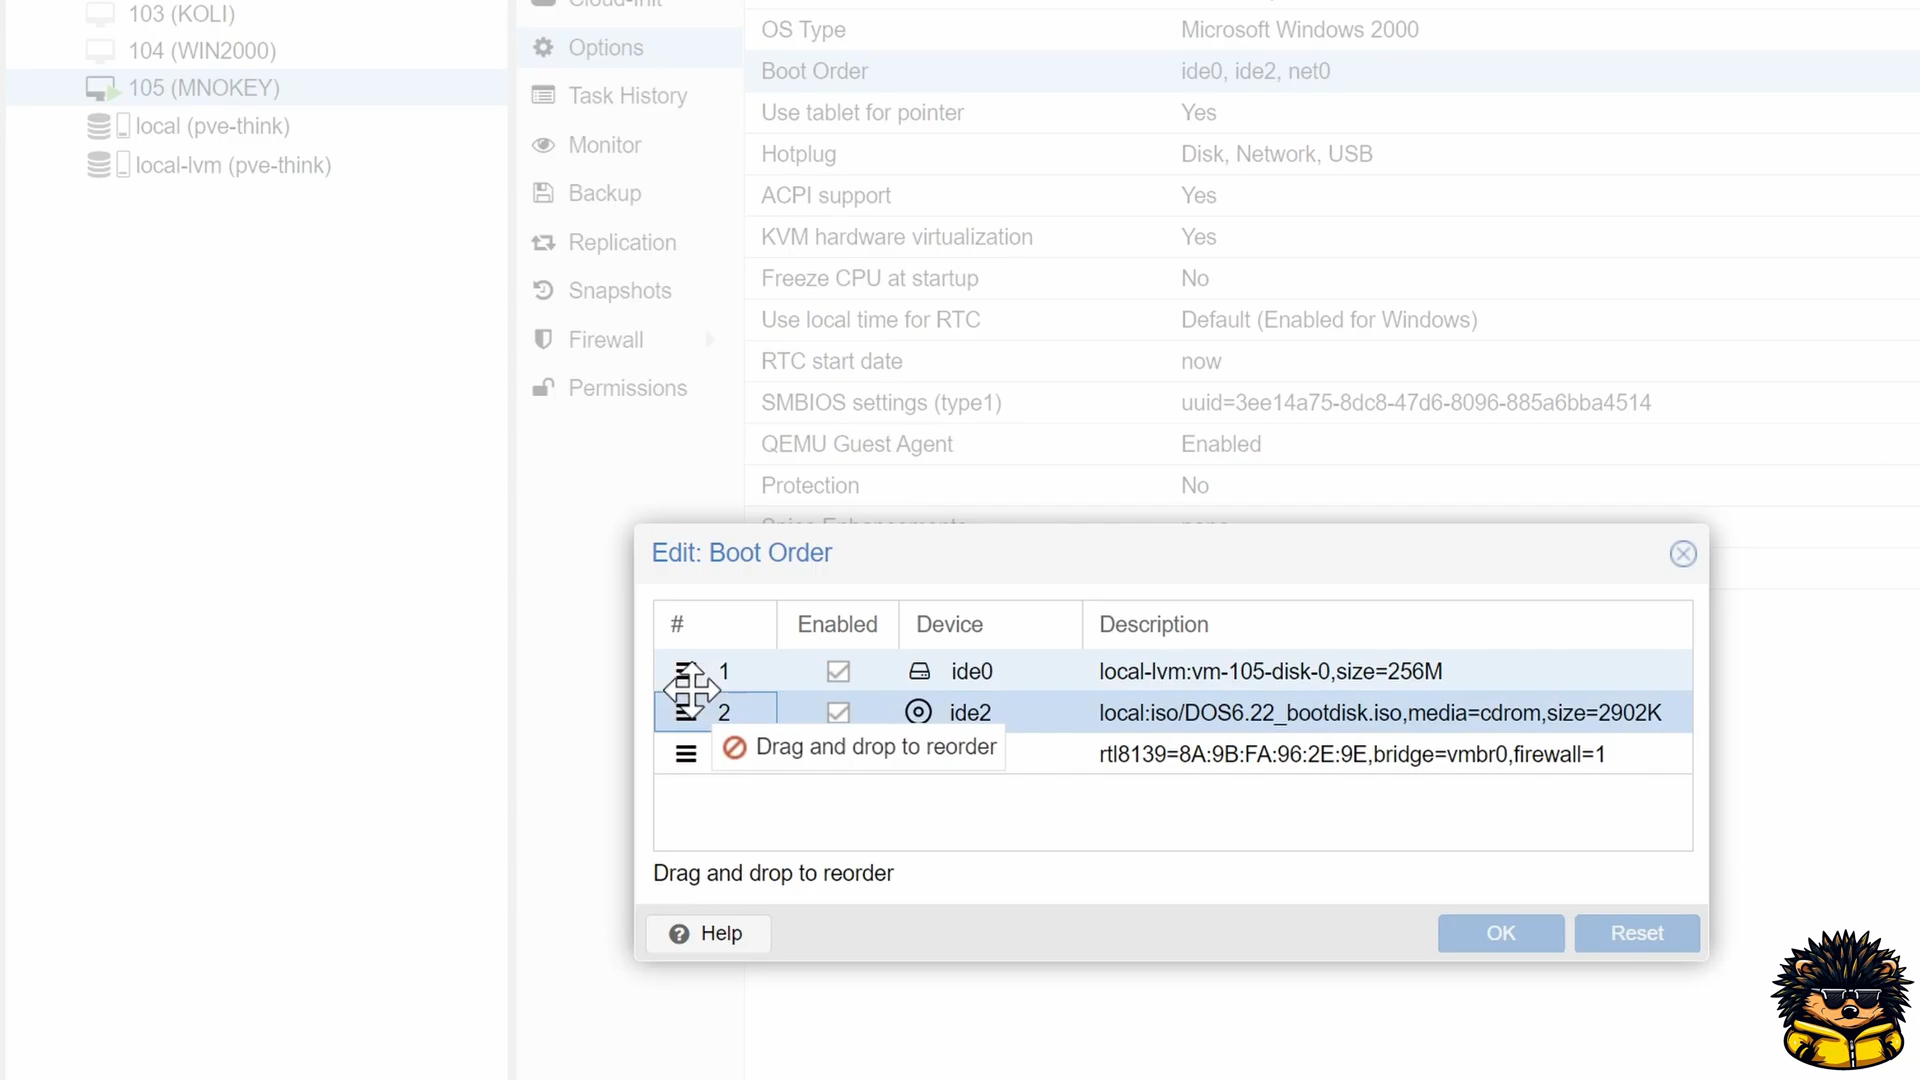 103 (KOLI)
104 (WIN2000)
105 (MNOKEY)
local (pve-think)
local-lvm (pve-think)
Cloud-Init
Options
Task History
Monitor
Backup
Replication
Snapshots
Firewall
Permissions
OS Type Microsoft Windows 2000
Boot Order ide0, ide2, net0
Use tablet for pointer Yes
Hotplug Disk, Network, USB
ACPI support Yes
KVM hardware virtualization Yes
Freeze CPU at startup No
Use local time for RTC Default (Enabled for Windows)
RTC start date now
SMBIOS settings (type1) uuid=3ee14a75-8dc8-47d6-8096-885a6bba4514
QEMU Guest Agent Enabled
Protection No
Spice Enhancements none
Edit: Boot Order
# Enabled Device Description
1 ide0 local-lvm:vm-105-disk-0,size=256M
2 ide2 local:iso/DOS6.22_bootdisk.iso,media=cdrom,size=2902K
Drag and drop to reorder
rtl8139=8A:9B:FA:96:2E:9E,bridge=vmbr0,firewall=1
Drag and drop to reorder
Help
OK
Reset